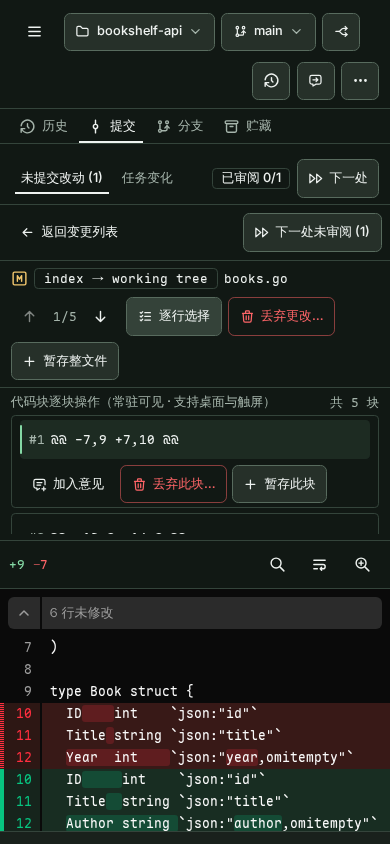 bookshelf-api main
历史 提交 分支 贮藏
未提交改动 (1) 任务变化 已审阅 0/1 下一处
返回变更列表 下一处未审阅 (1)
M index → working tree books.go
1/5 逐行选择 丢弃更改...
暂存整文件
代码块逐块操作（常驻可见·支持桌面与触屏） 共 5 块
#1 @@ -7,9 +7,10 @@
加入意见 丢弃此块... 暂存此块
+9 -7
6 行未修改
7 )
8
9 type Book struct {
10 ID    int    `json:"id"`
11 Title string `json:"title"`
12 Year  int    `json:"year,omitempty"`
10 ID     int    `json:"id"`
11 Title  string `json:"title"`
12 Author string `json:"author,omitempty"`